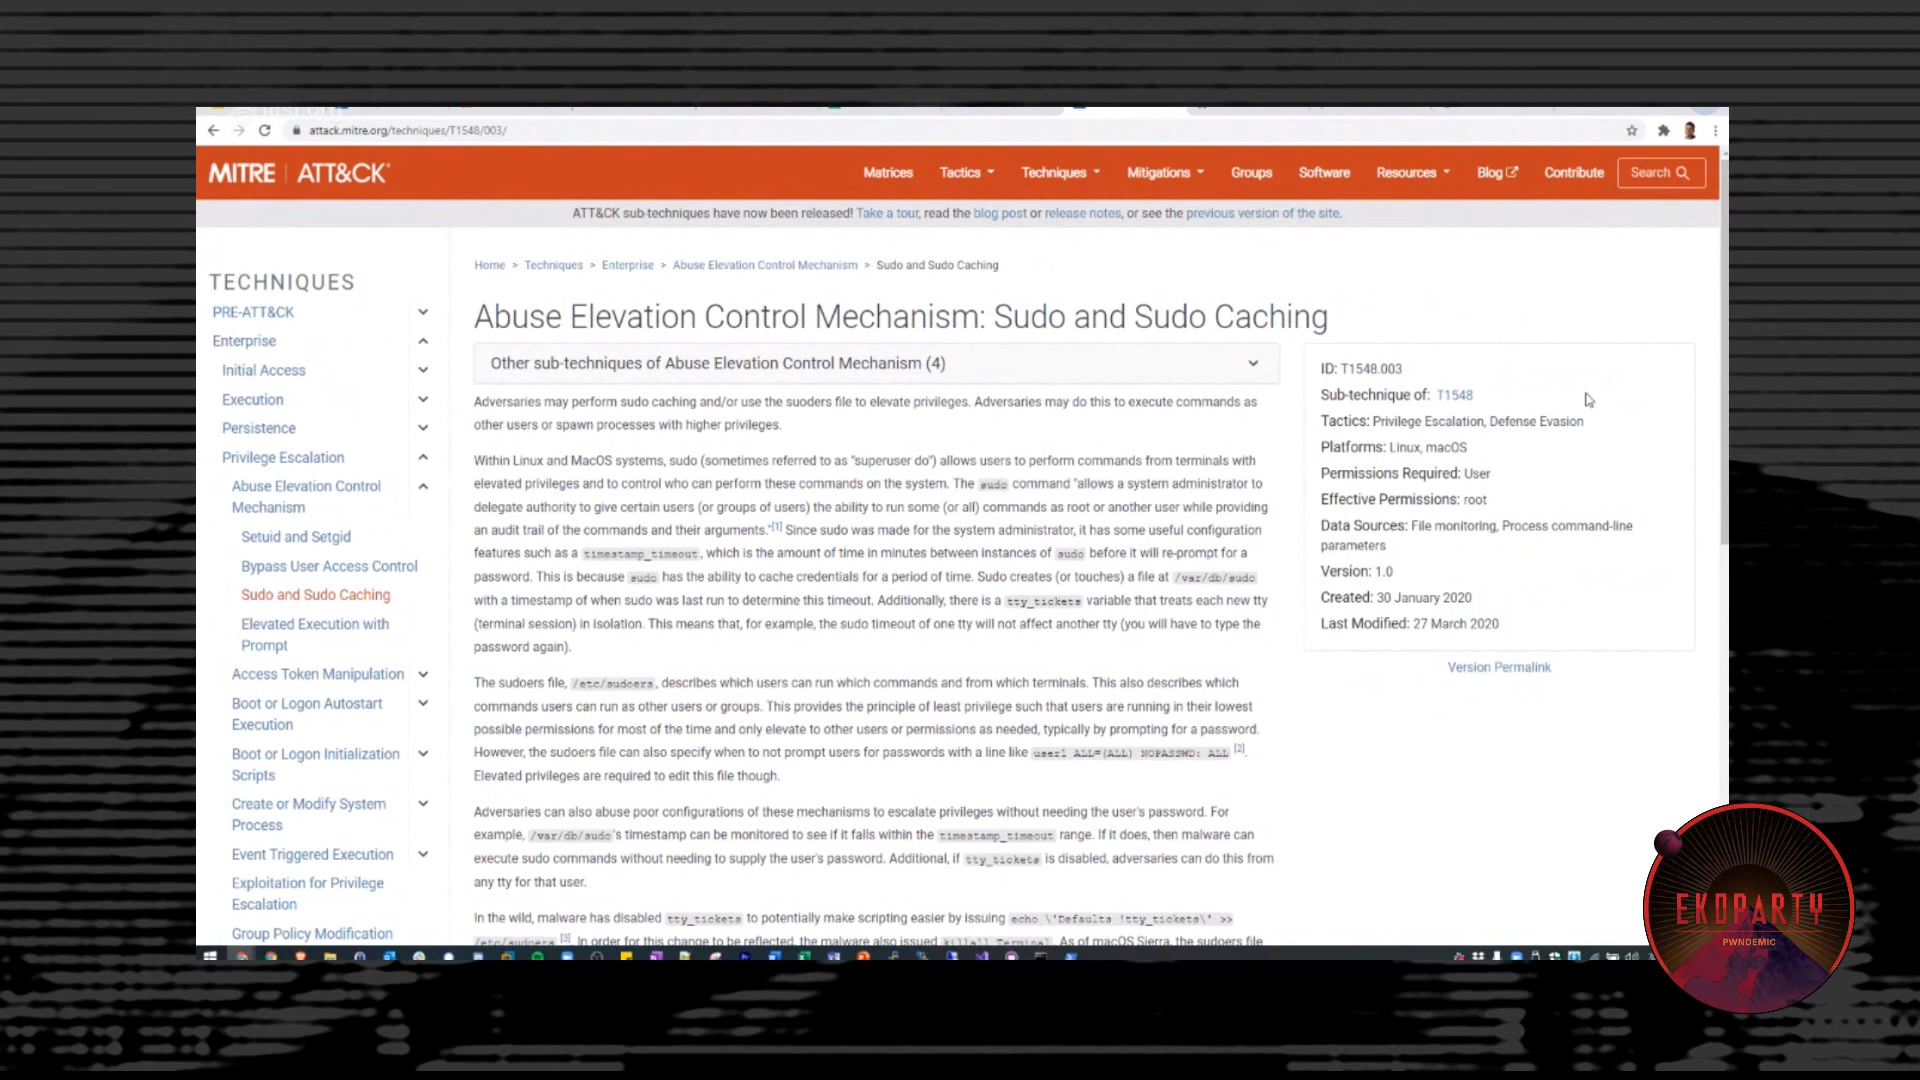 attack.mitre.org/techniques/T1548/003/
MITRE | ATT&CK®
Matrices Tactics Techniques Mitigations Groups Software Resources Blog Contribute Search
ATT&CK sub-techniques have now been released! Take a tour, read the blog post or release notes, or see the previous version of the site.
TECHNIQUES
PRE-ATT&CK
Enterprise
Initial Access
Execution
Persistence
Privilege Escalation
Abuse Elevation Control
Mechanism
Setuid and Setgid
Bypass User Access Control
Sudo and Sudo Caching
Elevated Execution with
Prompt
Access Token Manipulation
Boot or Logon Autostart
Execution
Boot or Logon Initialization
Scripts
Create or Modify System
Process
Event Triggered Execution
Exploitation for Privilege
Escalation
Group Policy Modification
Home > Techniques > Enterprise > Abuse Elevation Control Mechanism > Sudo and Sudo Caching
Abuse Elevation Control Mechanism: Sudo and Sudo Caching
Other sub-techniques of Abuse Elevation Control Mechanism (4)
Adversaries may perform sudo caching and/or use the suoders file to elevate privileges. Adversaries may do this to execute commands as
other users or spawn processes with higher privileges.
Within Linux and MacOS systems, sudo (sometimes referred to as "superuser do") allows users to perform commands from terminals with
elevated privileges and to control who can perform these commands on the system. The sudo command "allows a system administrator to
delegate authority to give certain users (or groups of users) the ability to run some (or all) commands as root or another user while providing
an audit trail of the commands and their arguments."[1] Since sudo was made for the system administrator, it has some useful configuration
features such as a timestamp_timeout, which is the amount of time in minutes between instances of sudo before it will re-prompt for a
password. This is because sudo has the ability to cache credentials for a period of time. Sudo creates (or touches) a file at /var/db/sudo
with a timestamp of when sudo was last run to determine this timeout. Additionally, there is a tty_tickets variable that treats each new tty
(terminal session) in isolation. This means that, for example, the sudo timeout of one tty will not affect another tty (you will have to type the
password again).
The sudoers file, /etc/sudoers, describes which users can run which commands and from which terminals. This also describes which
commands users can run as other users or groups. This provides the principle of least privilege such that users are running in their lowest
possible permissions for most of the time and only elevate to other users or permissions as needed, typically by prompting for a password.
However, the sudoers file can also specify when to not prompt users for passwords with a line like user1 ALL=(ALL) NOPASSWD: ALL [2].
Elevated privileges are required to edit this file though.
Adversaries can also abuse poor configurations of these mechanisms to escalate privileges without needing the user's password. For
example, /var/db/sudo's timestamp can be monitored to see if it falls within the timestamp_timeout range. If it does, then malware can
execute sudo commands without needing to supply the user's password. Additional, if tty_tickets is disabled, adversaries can do this from
any tty for that user.
In the wild, malware has disabled tty_tickets to potentially make scripting easier by issuing echo \'Defaults !tty_tickets\' >>
/etc/sudoers [3]. In order for this change to be reflected, the malware also issued killall Terminal. As of macOS Sierra, the sudoers file
ID: T1548.003
Sub-technique of: T1548
Tactics: Privilege Escalation, Defense Evasion
Platforms: Linux, macOS
Permissions Required: User
Effective Permissions: root
Data Sources: File monitoring, Process command-line
parameters
Version: 1.0
Created: 30 January 2020
Last Modified: 27 March 2020
Version Permalink
EKOPARTY
PWNDEMIC